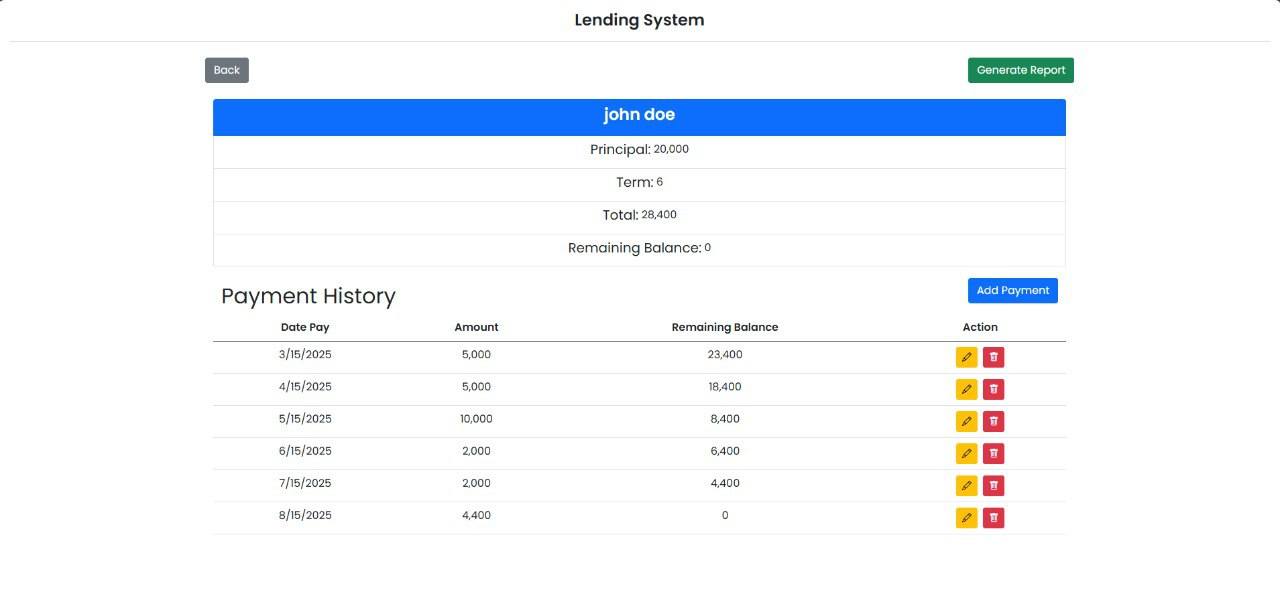 Lending System
Back Generate Report
john doe
Principal: 20,000
Term: 6
Total: 28,400
Remaining Balance: 0
Payment History Add Payment
Date Pay Amount Remaining Balance Action
3/15/2025 5,000 23,400
4/15/2025 5,000 18,400
5/15/2025 10,000 8,400
6/15/2025 2,000 6,400
7/15/2025 2,000 4,400
8/15/2025 4,400 0